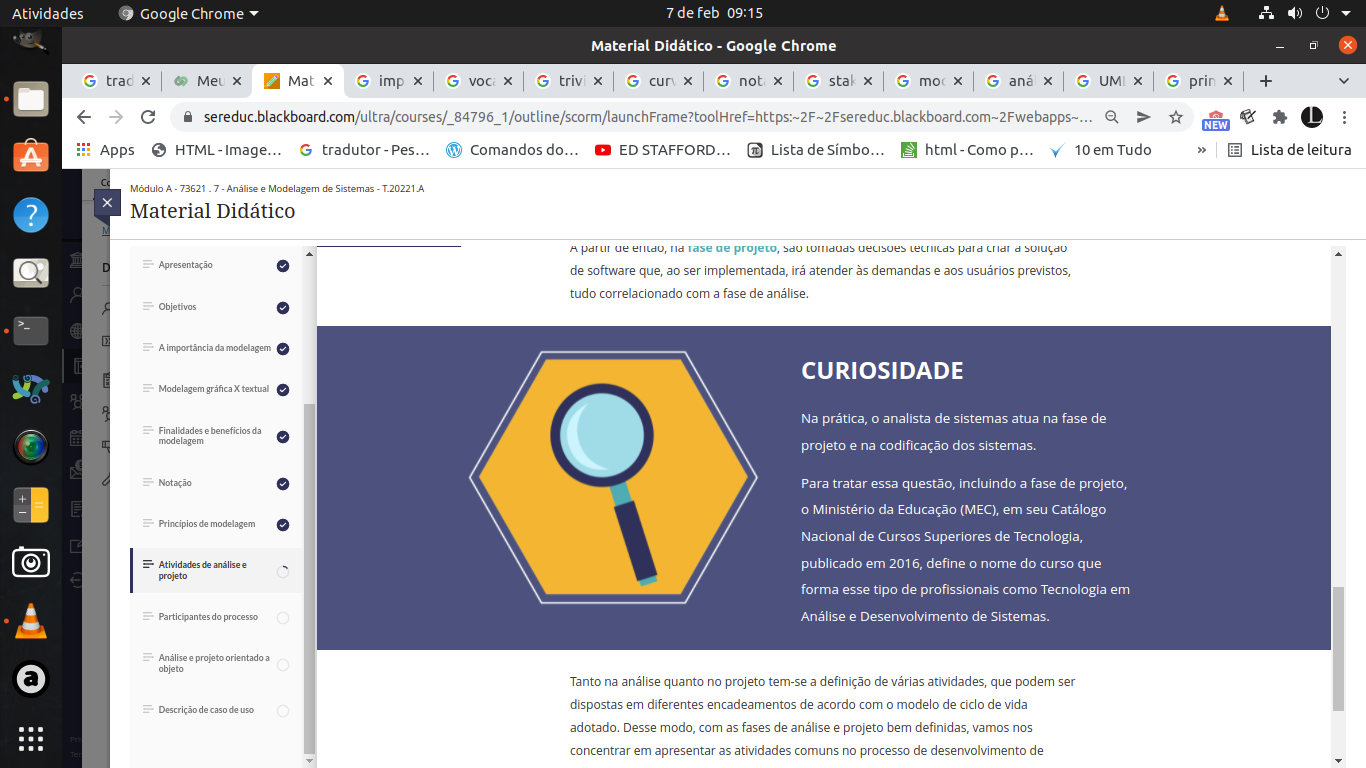 Atividades
Google Chrome
7 de feb 09:15
Material Didático - Google Chrome
trad
Meu
Mat
imp
voca
trivi
curv
nota
stak
mod
aná
UMI
prin
sereduc.blackboard.com/ultra/courses/_84796_1/outline/scorm/launchFrame?toolHref=https:~2F~2Fsereduc.blackboard.com~2Fwebapps~...
NEW
Apps
HTML - Image...
tradutor - Pes...
Comandos do...
ED STAFFORD...
Lista de Símbo...
html - Como p...
10 em Tudo
»
Lista de leitura
Módulo A - 73621 . 7 - Análise e Modelagem de Sistemas - T.20221.A
Material Didático
Apresentação
Objetivos
A importância da modelagem
Modelagem gráfica X textual
Finalidades e benefícios da
modelagem
Notação
Princípios de modelagem
Atividades de análise e
projeto
Participantes do processo
Análise e projeto orientado a
objeto
Descrição de caso de uso
A partir de então, na fase de projeto, são tomadas decisões técnicas para criar a solução
de software que, ao ser implementada, irá atender às demandas e aos usuários previstos,
tudo correlacionado com a fase de análise.
CURIOSIDADE
Na prática, o analista de sistemas atua na fase de
projeto e na codificação dos sistemas.
Para tratar essa questão, incluindo a fase de projeto,
o Ministério da Educação (MEC), em seu Catálogo
Nacional de Cursos Superiores de Tecnologia,
publicado em 2016, define o nome do curso que
forma esse tipo de profissionais como Tecnologia em
Análise e Desenvolvimento de Sistemas.
Tanto na análise quanto no projeto tem-se a definição de várias atividades, que podem ser
dispostas em diferentes encadeamentos de acordo com o modelo de ciclo de vida
adotado. Desse modo, com as fases de análise e projeto bem definidas, vamos nos
concentrar em apresentar as atividades comuns no processo de desenvolvimento de